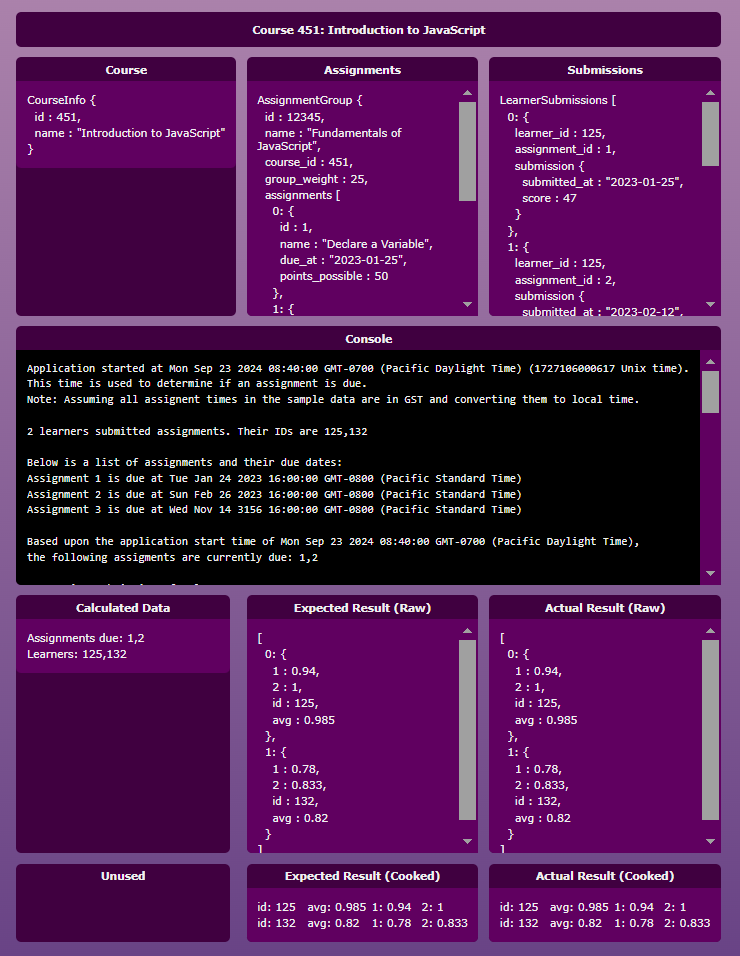 Course 451: Introduction to JavaScript
Course
CourseInfo {
id : 451,
name : "Introduction to JavaScript"
}
Assignments
AssignmentGroup {
id : 12345,
name : "Fundamentals of
JavaScript",
course_id : 451,
group_weight : 25,
assignments [
0: {
id : 1,
name : "Declare a Variable",
due_at : "2023-01-25",
points_possible : 50
},
1: {
Submissions
LearnerSubmissions [
0: {
learner_id : 125,
assignment_id : 1,
submission {
submitted_at : "2023-01-25",
score : 47
}
},
1: {
learner_id : 125,
assignment_id : 2,
submission {
submitted_at : "2023-02-12",
Console
Application started at Mon Sep 23 2024 08:40:00 GMT-0700 (Pacific Daylight Time) (1727106000617 Unix time).
This time is used to determine if an assignment is due.
Note: Assuming all assignent times in the sample data are in GST and converting them to local time.
2 learners submitted assignments. Their IDs are 125,132
Below is a list of assignments and their due dates:
Assignment 1 is due at Tue Jan 24 2023 16:00:00 GMT-0800 (Pacific Standard Time)
Assignment 2 is due at Sun Feb 26 2023 16:00:00 GMT-0800 (Pacific Standard Time)
Assignment 3 is due at Wed Nov 14 3156 16:00:00 GMT-0800 (Pacific Standard Time)
Based upon the application start time of Mon Sep 23 2024 08:40:00 GMT-0700 (Pacific Daylight Time),
the following assigments are currently due: 1,2
Calculated Data
Assignments due: 1,2
Learners: 125,132
Expected Result (Raw)
[
0: {
1 : 0.94,
2 : 1,
id : 125,
avg : 0.985
},
1: {
1 : 0.78,
2 : 0.833,
id : 132,
avg : 0.82
}
]
Actual Result (Raw)
[
0: {
1 : 0.94,
2 : 1,
id : 125,
avg : 0.985
},
1: {
1 : 0.78,
2 : 0.833,
id : 132,
avg : 0.82
}
]
Unused
Expected Result (Cooked)
id: 125 avg: 0.985 1: 0.94 2: 1
id: 132 avg: 0.82 1: 0.78 2: 0.833
Actual Result (Cooked)
id: 125 avg: 0.985 1: 0.94 2: 1
id: 132 avg: 0.82 1: 0.78 2: 0.833